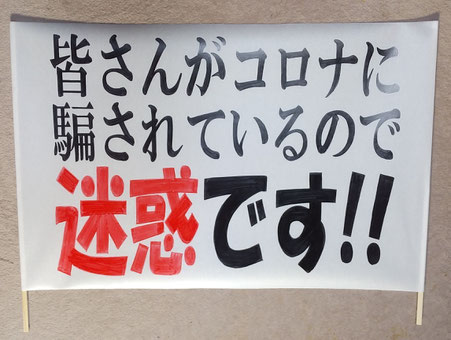 皆さんがコロナに
騙されているので
迷惑です!!